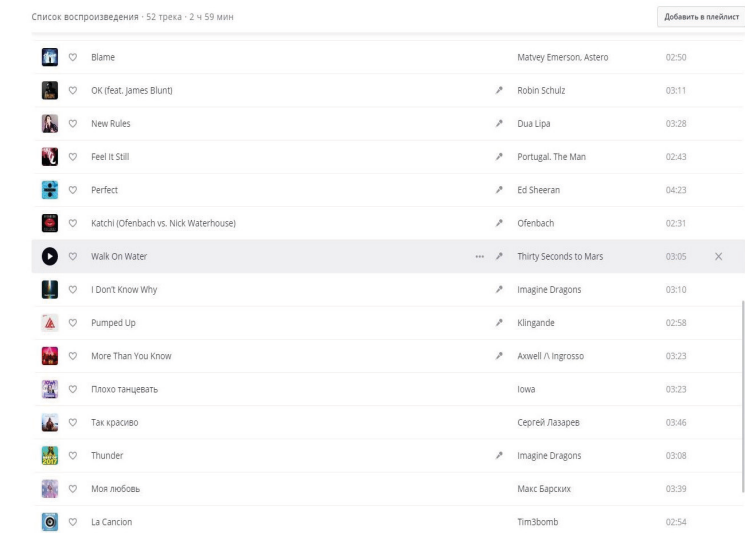 Список воспроизведения · 52 трека · 2 ч 59 мин
Добавить в плейлист
Blame Matvey Emerson, Astero 02:50
OK (feat. James Blunt) Robin Schulz 03:11
New Rules Dua Lipa 03:28
Feel It Still Portugal. The Man 02:43
Perfect Ed Sheeran 04:23
Katchi (Ofenbach vs. Nick Waterhouse) Ofenbach 02:31
Walk On Water Thirty Seconds to Mars 03:05
I Don't Know Why Imagine Dragons 03:10
Pumped Up Klingande 02:58
More Than You Know Axwell /\ Ingrosso 03:23
Плохо танцевать Iowa 03:23
Так красиво Сергей Лазарев 03:46
Thunder Imagine Dragons 03:08
Моя любовь Макс Барских 03:39
La Cancion Tim3bomb 02:54